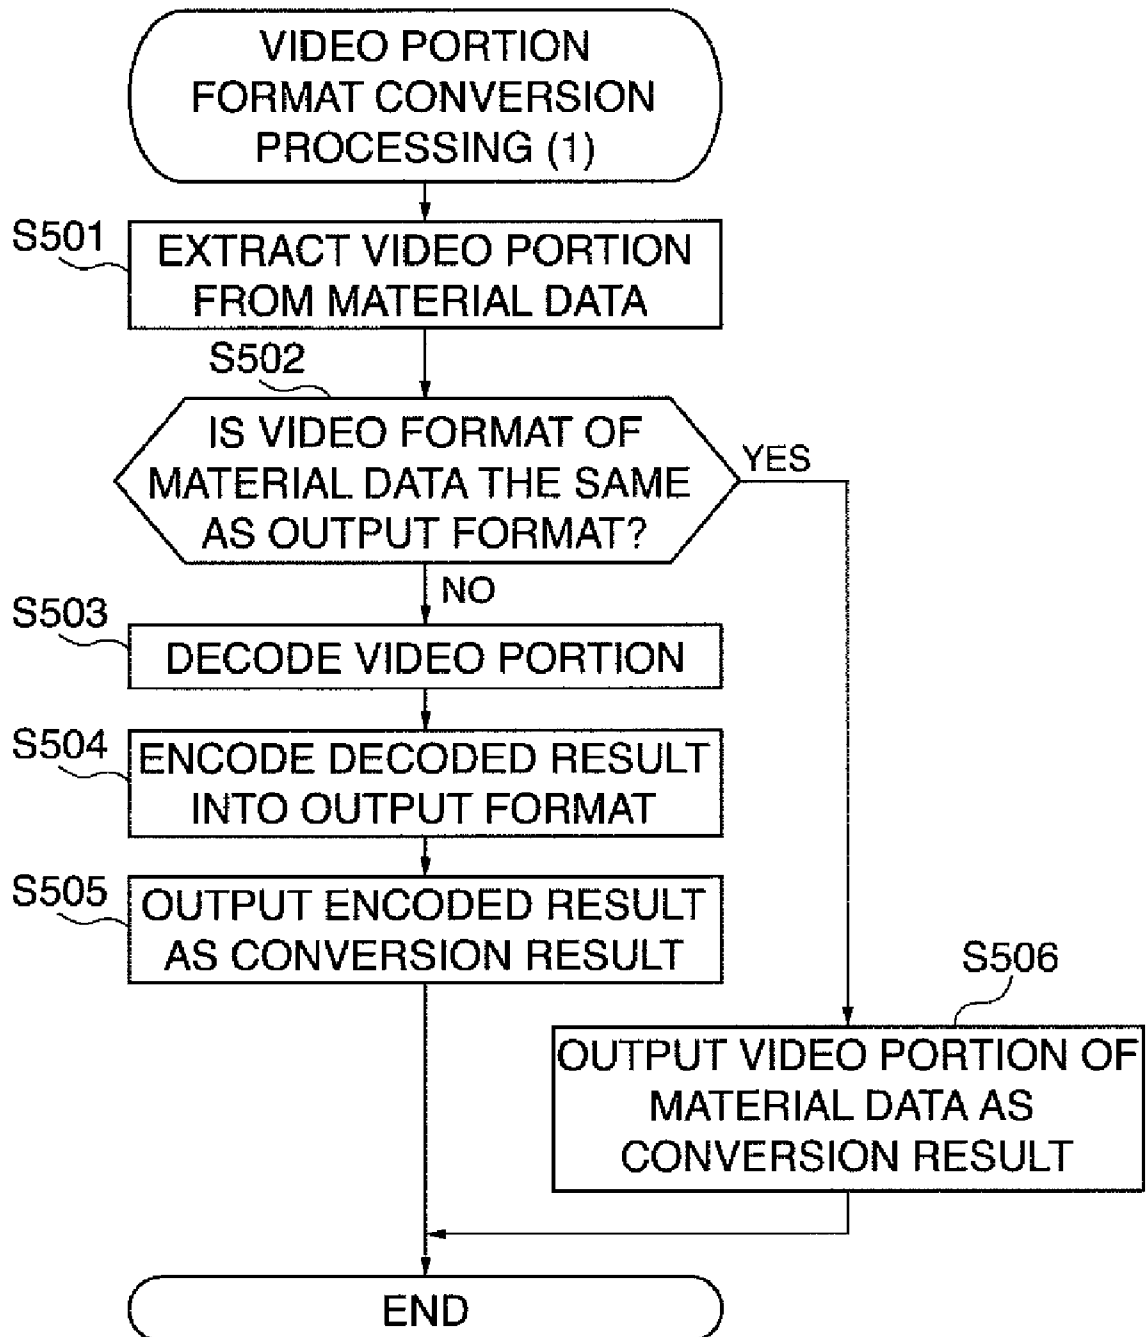 VIDEO PORTION
FORMAT CONVERSION
PROCESSING (1)
S501
EXTRACT VIDEO PORTION
FROM MATERIAL DATA
S502
IS VIDEO FORMAT OF
MATERIAL DATA THE SAME
AS OUTPUT FORMAT?
YES
NO
S503
DECODE VIDEO PORTION
S504
ENCODE DECODED RESULT
INTO OUTPUT FORMAT
S505
OUTPUT ENCODED RESULT
AS CONVERSION RESULT
S506
OUTPUT VIDEO PORTION OF
MATERIAL DATA AS
CONVERSION RESULT
END